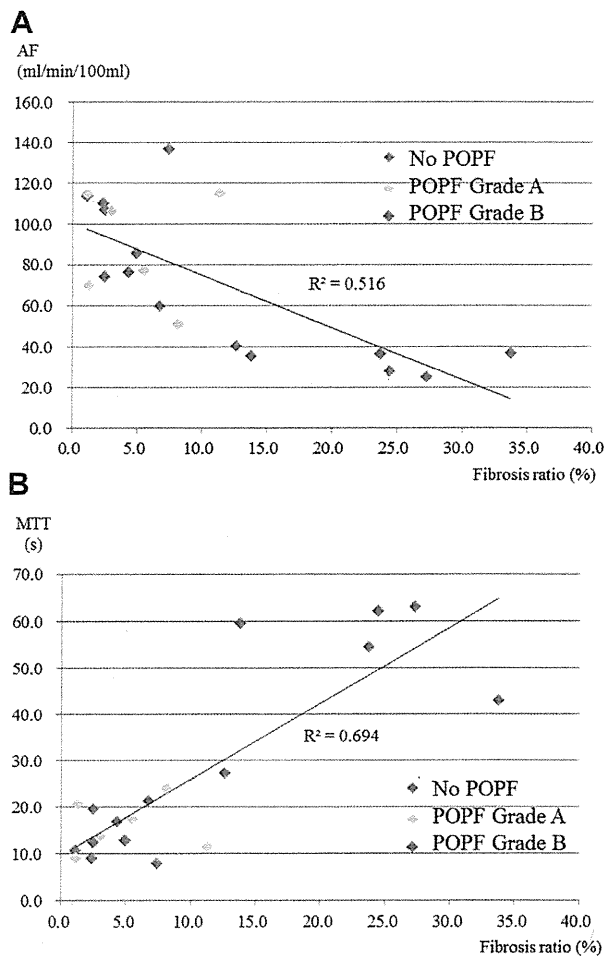 A
AF
(ml/min/100ml)
160.0
140.0
120.0
100.0
80.0
60.0
40.0
20.0
0.0
No POPF
POPF Grade A
POPF Grade B
R² = 0.516
0.0 5.0 10.0 15.0 20.0 25.0 30.0 35.0 40.0
Fibrosis ratio (%)
B
MTT
(s)
70.0
60.0
50.0
40.0
30.0
20.0
10.0
0.0
R² = 0.694
No POPF
POPF Grade A
POPF Grade B
0.0 5.0 10.0 15.0 20.0 25.0 30.0 35.0 40.0
Fibrosis ratio (%)